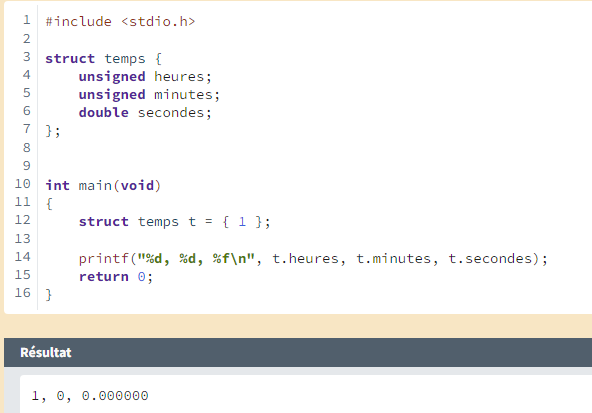 1 #include <stdio.h>
2
3 struct temps {
4     unsigned heures;
5     unsigned minutes;
6     double secondes;
7 };
8
9
10 int main(void)
11 {
12     struct temps t = { 1 };
13
14     printf("%d, %d, %f\n", t.heures, t.minutes, t.secondes);
15     return 0;
16 }
Résultat
1, 0, 0.000000